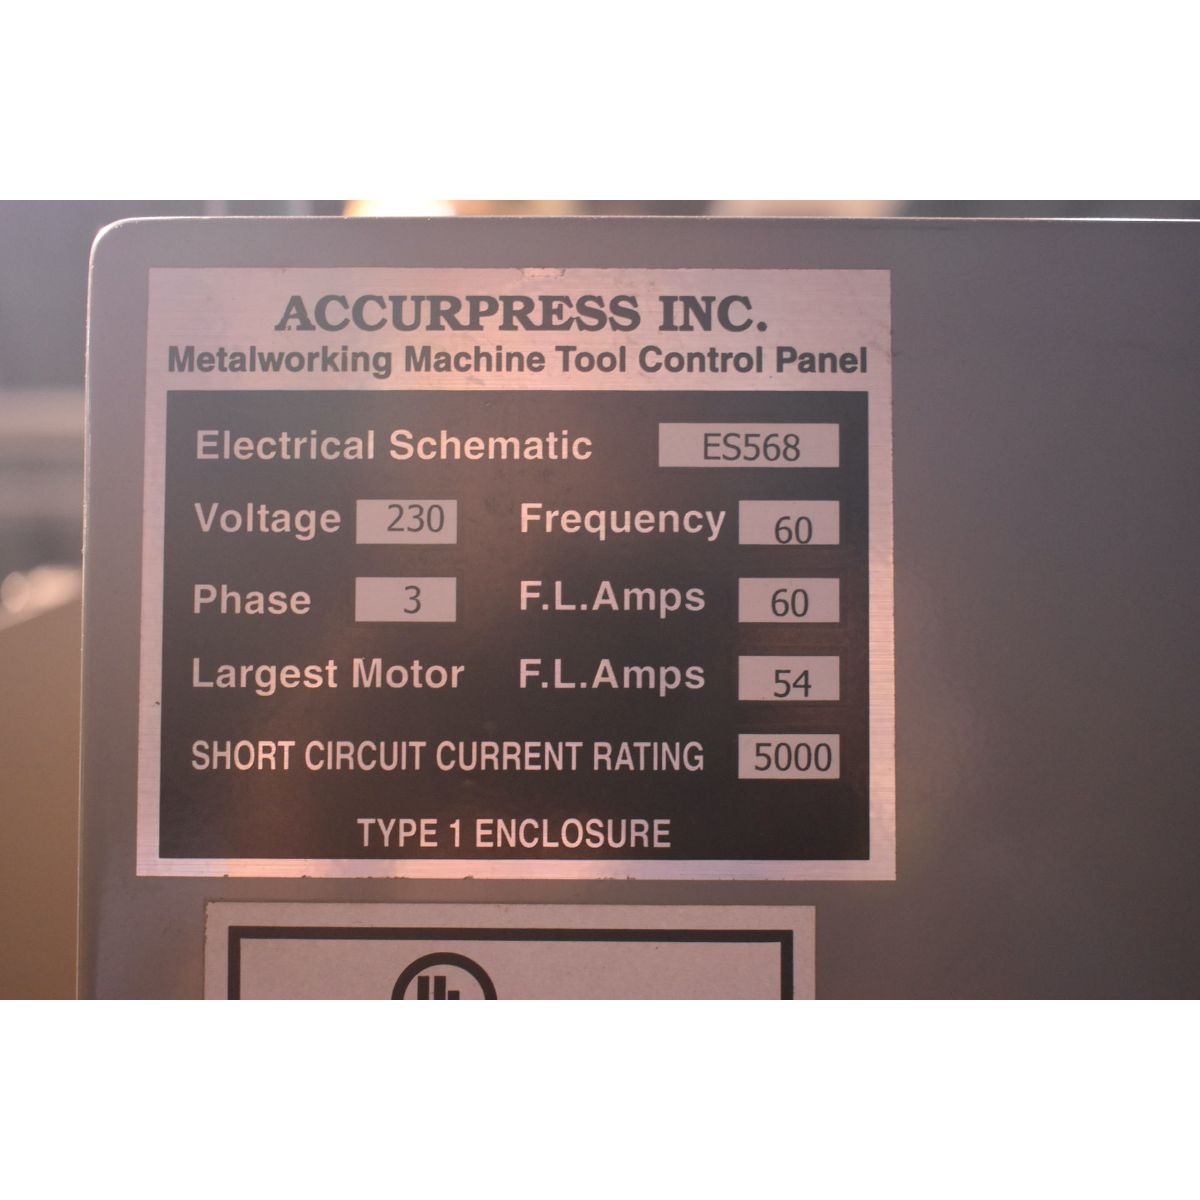 ACCURPRESS INC.
Metalworking Machine Tool Control Panel
Electrical Schematic ES568
Voltage 230 Frequency 60
Phase 3 F.L.Amps 60
Largest Motor F.L.Amps 54
SHORT CIRCUIT CURRENT RATING 5000
TYPE 1 ENCLOSURE